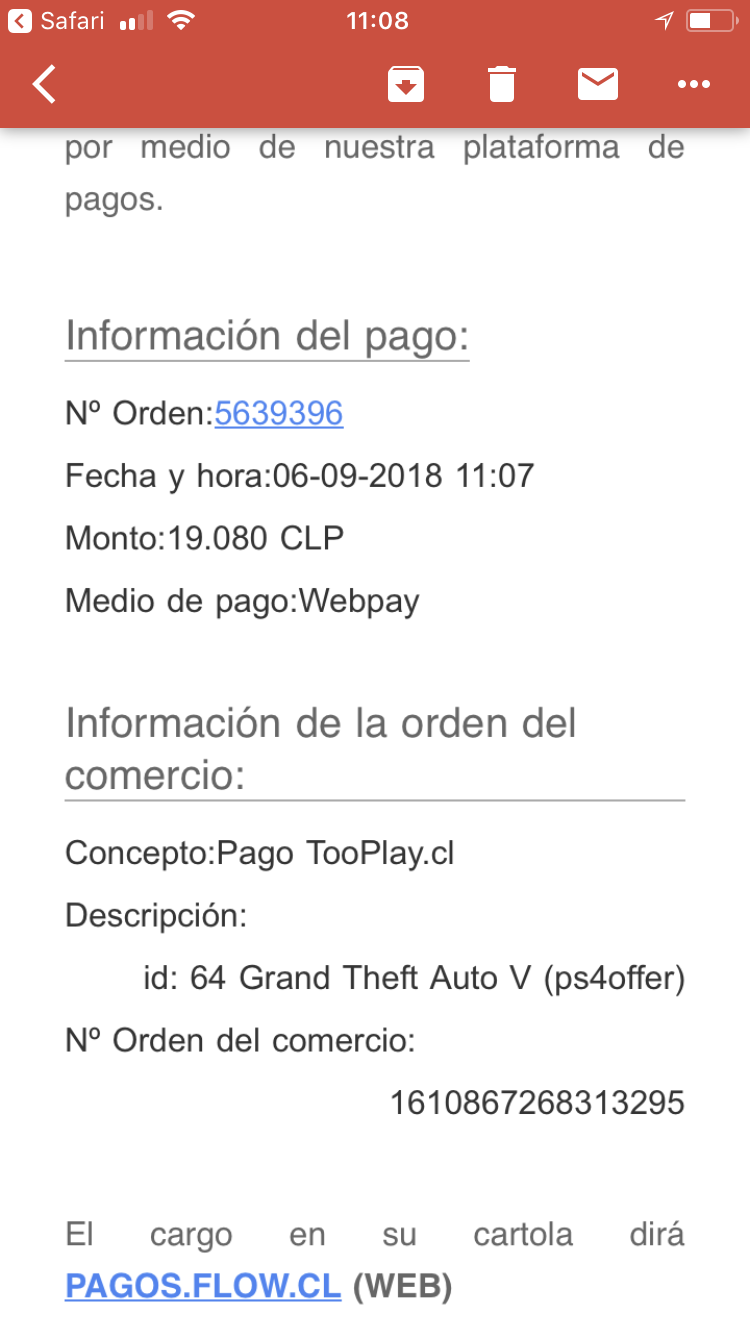 Safari 11:08
por medio de nuestra plataforma de
pagos.
Información del pago:
Nº Orden:5639396
Fecha y hora:06-09-2018 11:07
Monto:19.080 CLP
Medio de pago:Webpay
Información de la orden del
comercio:
Concepto:Pago TooPlay.cl
Descripción:
id: 64 Grand Theft Auto V (ps4offer)
Nº Orden del comercio:
1610867268313295
El cargo en su cartola dirá
PAGOS.FLOW.CL (WEB)